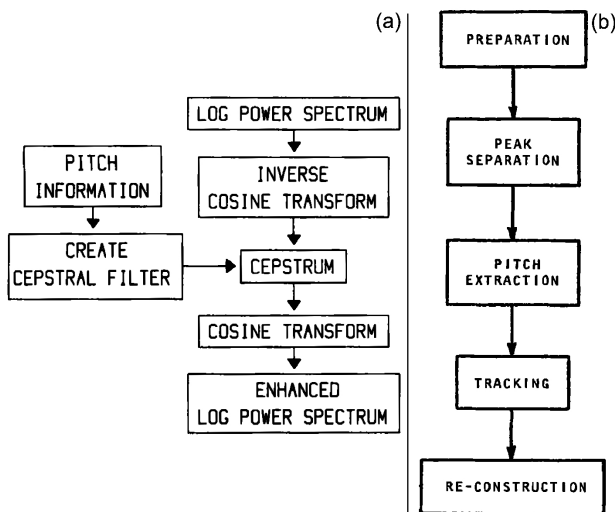 (a)
LOG POWER SPECTRUM
PITCH
INFORMATION
INVERSE
COSINE TRANSFORM
CREATE
CEPSTRAL FILTER
CEPSTRUM
COSINE TRANSFORM
ENHANCED
LOG POWER SPECTRUM
(b)
PREPARATION
PEAK
SEPARATION
PITCH
EXTRACTION
TRACKING
RE-CONSTRUCTION